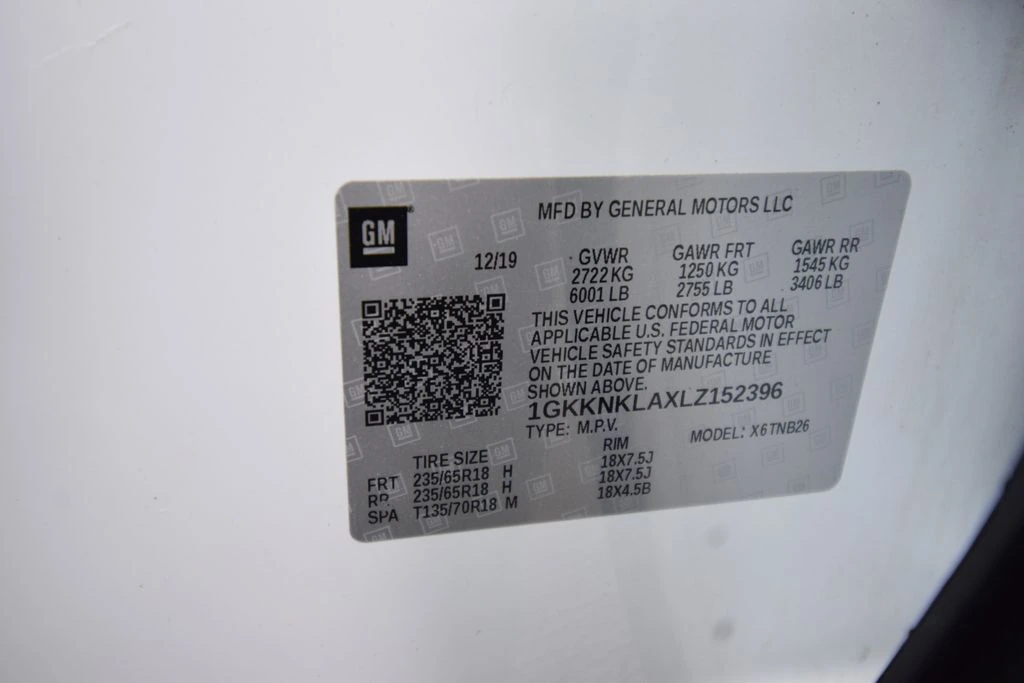 GM
MFD BY GENERAL MOTORS LLC
12/19
GVWR GAWR FRT GAWR RR
2722 KG 1250 KG 1545 KG
6001 LB 2755 LB 3406 LB
THIS VEHICLE CONFORMS TO ALL
APPLICABLE U.S. FEDERAL MOTOR
VEHICLE SAFETY STANDARDS IN EFFECT
ON THE DATE OF MANUFACTURE
SHOWN ABOVE.
1GKKNKLAXLZ152396
TYPE: M.P.V. MODEL: X6TNB26
TIRE SIZE RIM
FRT 235/65R18 H 18X7.5J
RR 235/65R18 H 18X7.5J
SPA T135/70R18 M 18X4.5B